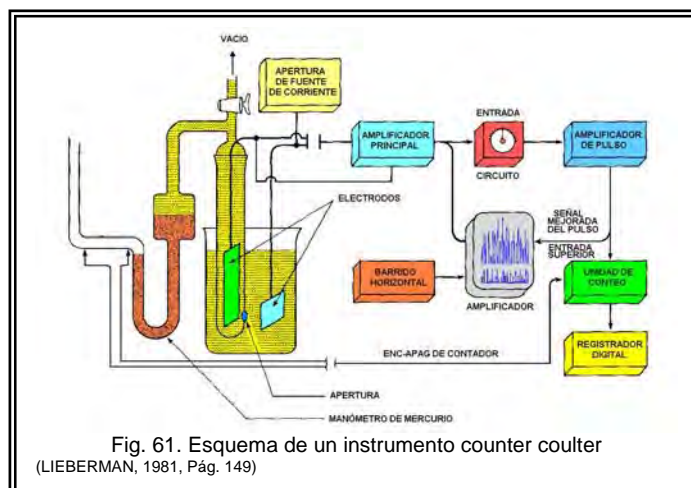 VACIO
APERTURA
DE FUENTE
DE CORRIENTE
AMPLIFICADOR
PRINCIPAL
ENTRADA
CIRCUITO
AMPLIFICADOR
DE PULSO
ELECTRODOS
SEÑAL
MEJORADA
DEL PULSO
ENTRADA
SUPERIOR
BARRIDO
HORIZONTAL
AMPLIFICADOR
UNIDAD DE
CONTEO
ENC-APAG DE CONTADOR
REGISTRADOR
DIGITAL
APERTURA
MANÓMETRO DE MERCURIO
Fig. 61. Esquema de un instrumento counter coulter
(LIEBERMAN, 1981, Pág. 149)